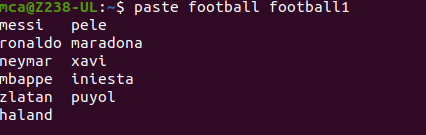 mca@Z238-UL:~$ paste football football1
messi   pele
ronaldo maradona
neymar  xavi
mbappe  iniesta
zlatan  puyol
haland